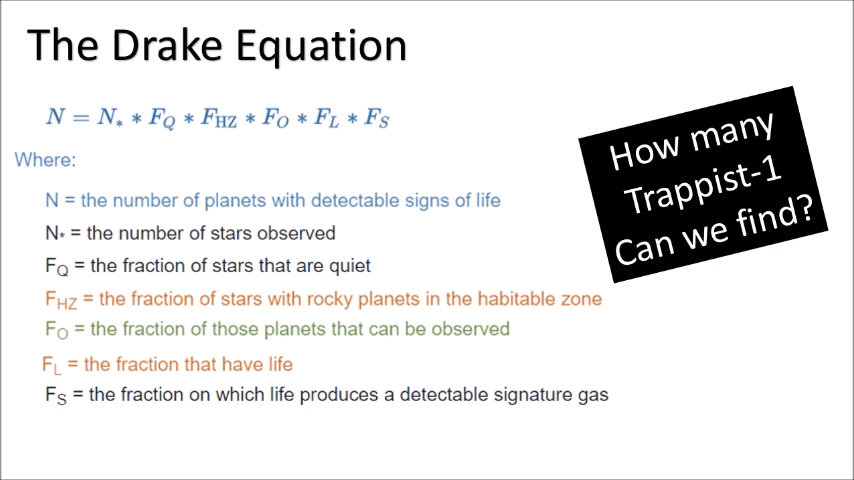 The Drake Equation
N = N* * FQ * FHZ * FO * FL * FS
Where:
N = the number of planets with detectable signs of life
N* = the number of stars observed
FQ = the fraction of stars that are quiet
FHZ = the fraction of stars with rocky planets in the habitable zone
FO = the fraction of those planets that can be observed
FL = the fraction that have life
FS = the fraction on which life produces a detectable signature gas
How many
Trappist-1
Can we find?